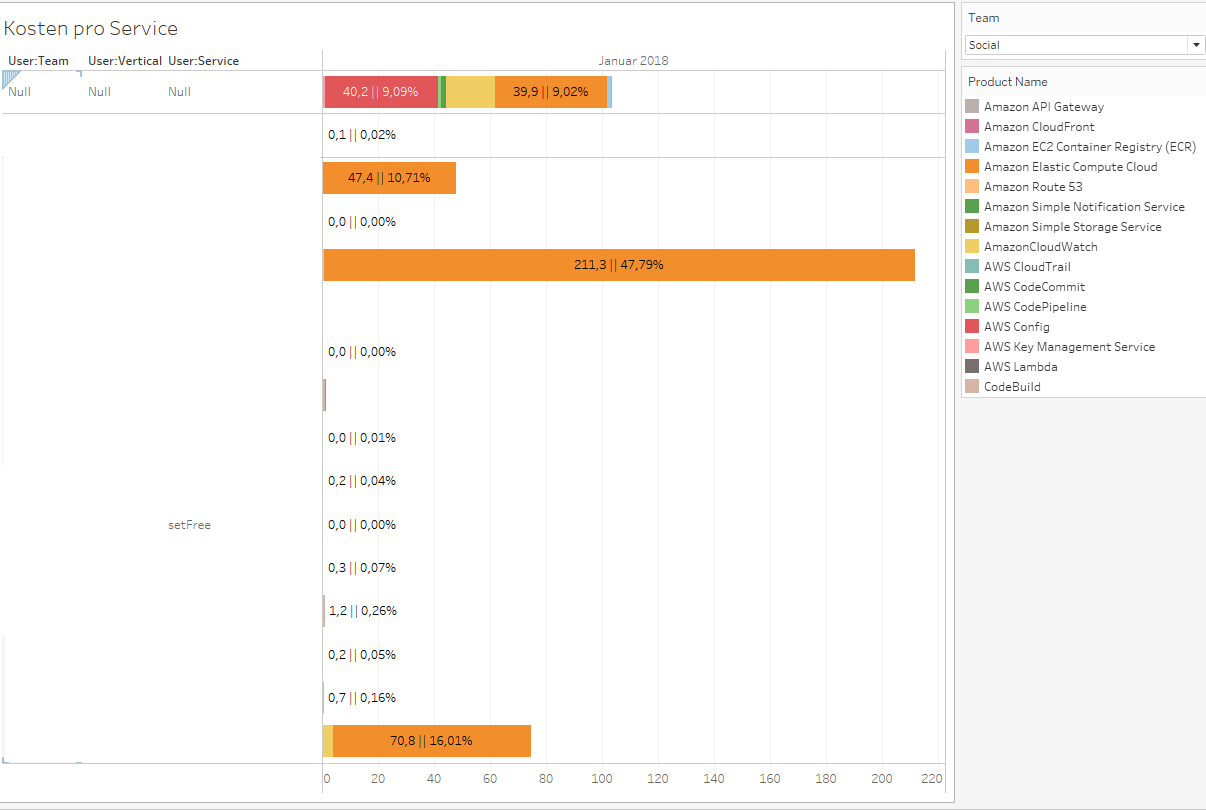 Kosten pro Service
User:Team User:Vertical User:Service
Januar 2018
Null Null Null 40,2 || 9,09% 39,9 || 9,02%
0,1 || 0,02%
47,4 || 10,71%
0,0 || 0,00%
211,3 || 47,79%
0,0 || 0,00%
0,0 || 0,01%
0,2 || 0,04%
setFree 0,0 || 0,00%
0,3 || 0,07%
1,2 || 0,26%
0,2 || 0,05%
0,7 || 0,16%
70,8 || 16,01%
0 20 40 60 80 100 120 140 160 180 200 220
Team
Social
Product Name
Amazon API Gateway
Amazon CloudFront
Amazon EC2 Container Registry (ECR)
Amazon Elastic Compute Cloud
Amazon Route 53
Amazon Simple Notification Service
Amazon Simple Storage Service
AmazonCloudWatch
AWS CloudTrail
AWS CodeCommit
AWS CodePipeline
AWS Config
AWS Key Management Service
AWS Lambda
CodeBuild